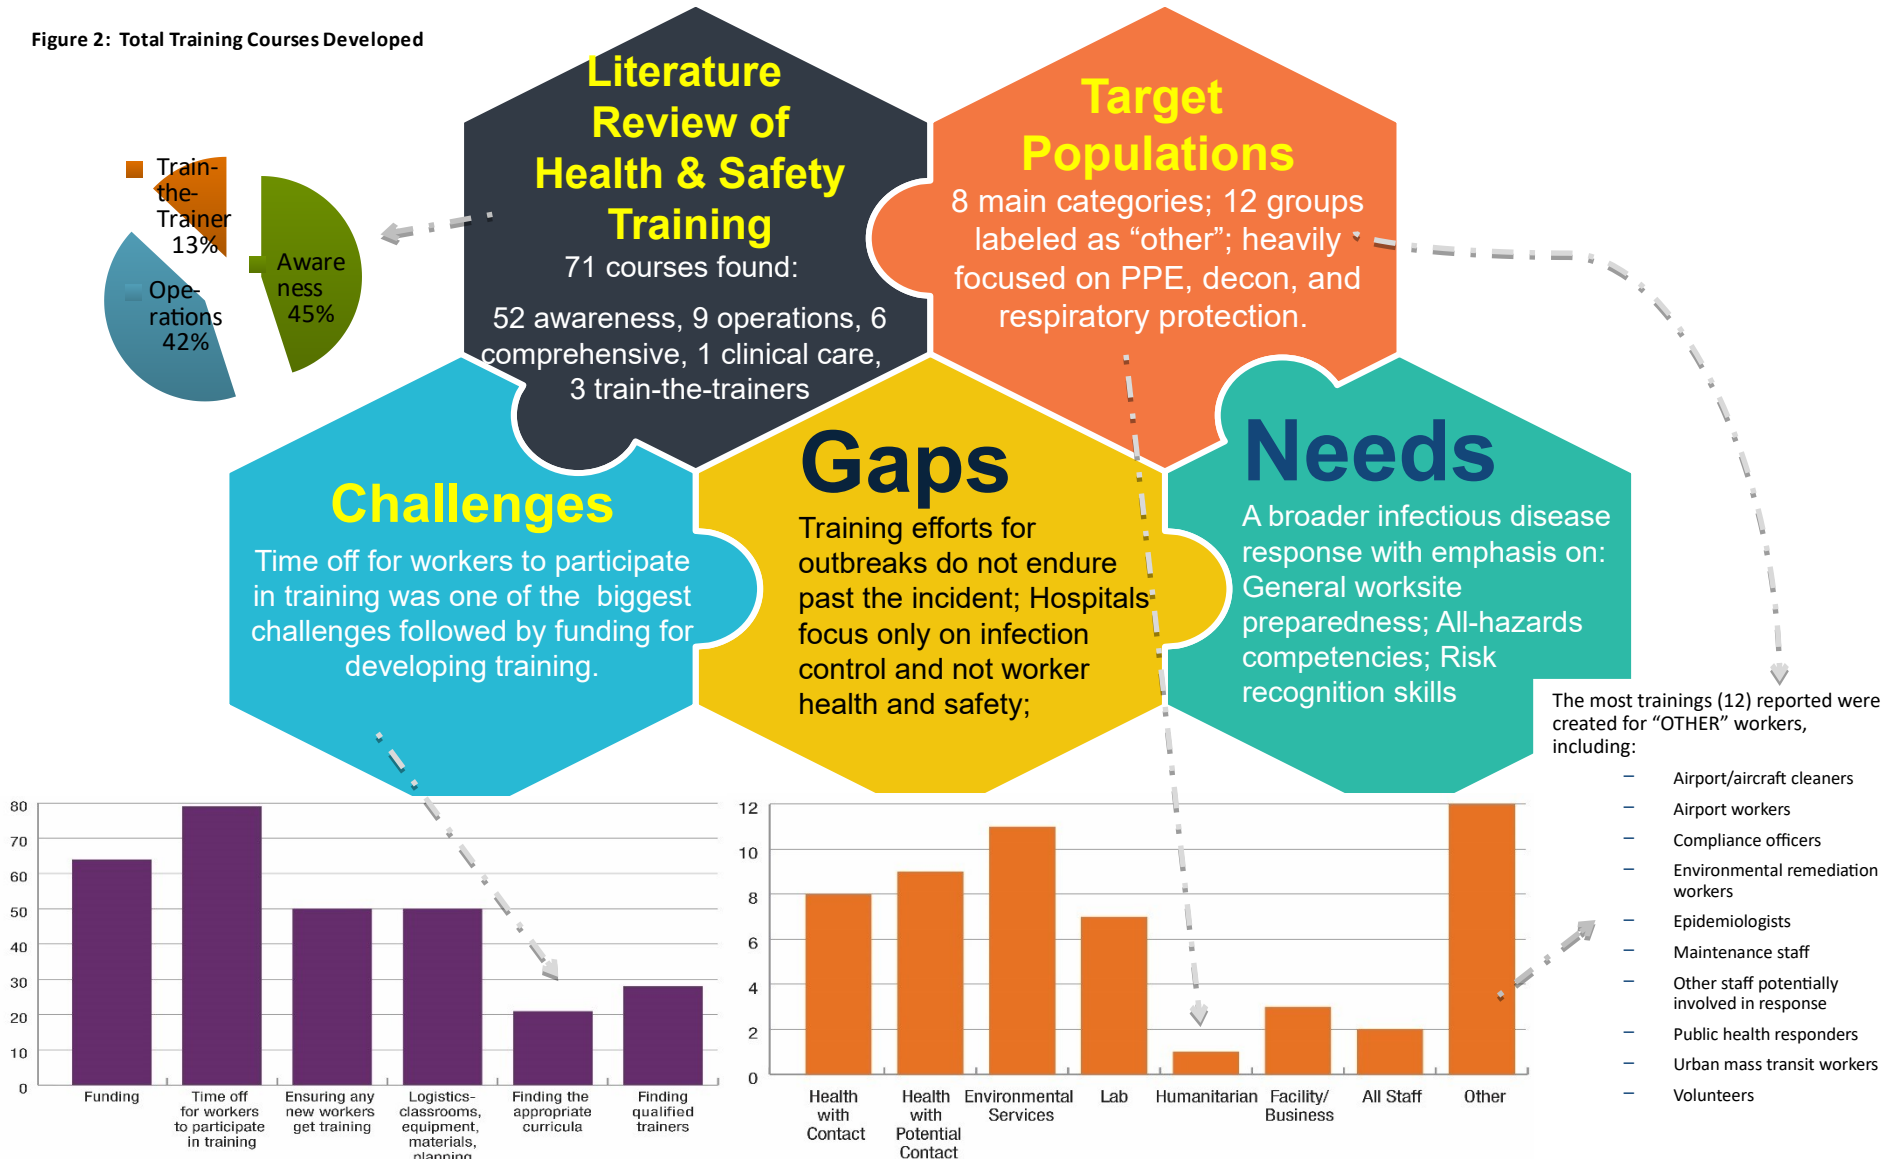 Figure 2: Total Training Courses Developed
Train-
the-
Trainer
13%
Aware
ness
45%
Ope-
rations
42%
Literature
Review of
Health & Safety
Training
71 courses found:
52 awareness, 9 operations, 6
comprehensive, 1 clinical care,
3 train-the-trainers
Target
Populations
8 main categories; 12 groups
labeled as “other”; heavily
focused on PPE, decon, and
respiratory protection.
Challenges
Time off for workers to participate
in training was one of the biggest
challenges followed by funding for
developing training.
Gaps
Training efforts for
outbreaks do not endure
past the incident; Hospitals
focus only on infection
control and not worker
health and safety;
Needs
A broader infectious disease
response with emphasis on:
General worksite
preparedness; All-hazards
competencies; Risk
recognition skills
80
70
60
50
40
30
20
10
0
Funding
Time off
for workers
to participate
in training
Ensuring any
new workers
get training
Logistics-
classrooms,
equipment,
materials,
planning
Finding the
appropriate
curricula
Finding
qualified
trainers
12
10
8
6
4
2
0
Health
with
Contact
Health
with
Potential
Contact
Environmental
Services
Lab
Humanitarian
Facility/
Business
All Staff
Other
The most trainings (12) reported were
created for “OTHER” workers,
including:
– Airport/aircraft cleaners
– Airport workers
– Compliance officers
– Environmental remediation
workers
– Epidemiologists
– Maintenance staff
– Other staff potentially
involved in response
– Public health responders
– Urban mass transit workers
– Volunteers